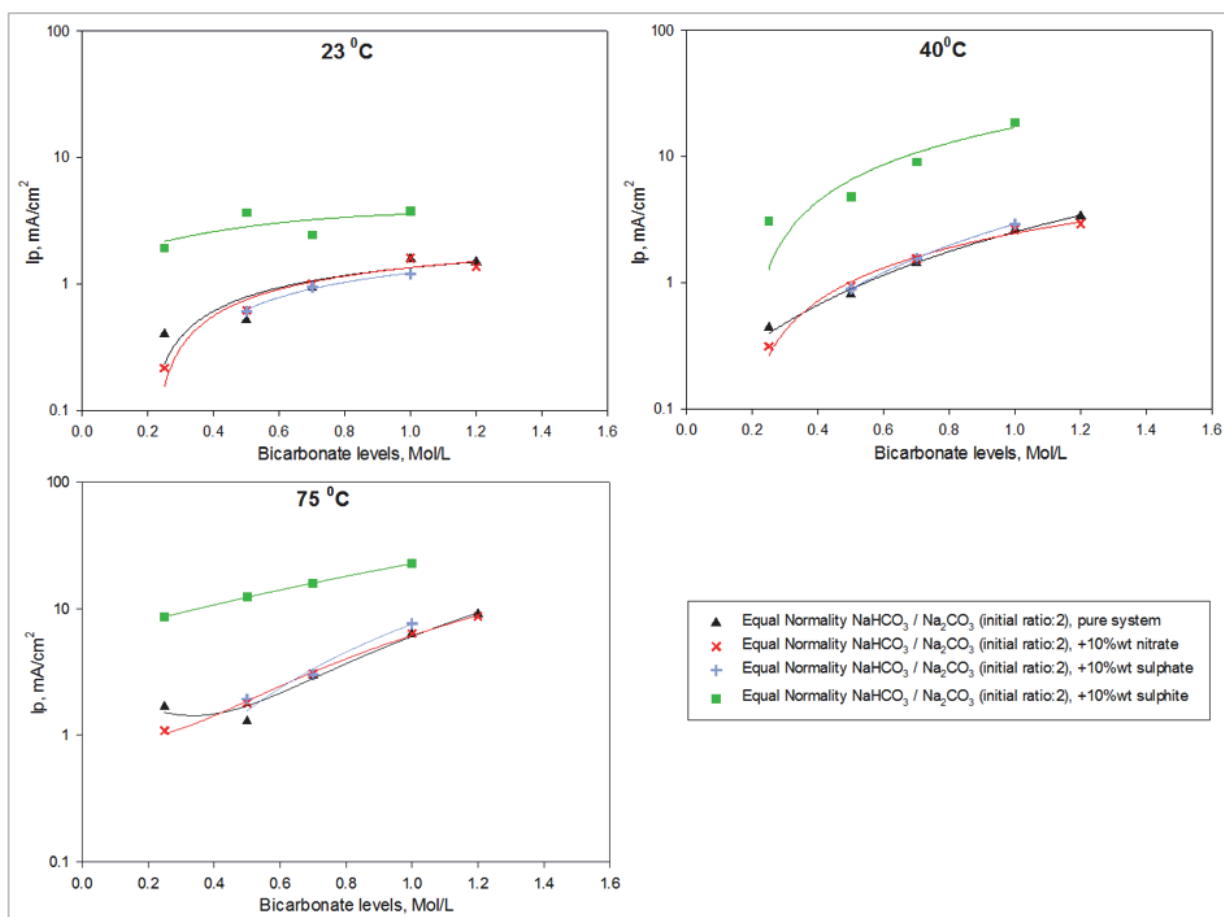 23 ⁰C
100
10
1
0.1
Ip, mA/cm²
0.0 0.2 0.4 0.6 0.8 1.0 1.2 1.4 1.6
Bicarbonate levels, Mol/L
40⁰C
100
10
1
0.1
Ip, mA/cm²
0.0 0.2 0.4 0.6 0.8 1.0 1.2 1.4 1.6
Bicarbonate levels, Mol/L
75 ⁰C
100
10
1
0.1
Ip, mA/cm²
0.0 0.2 0.4 0.6 0.8 1.0 1.2 1.4 1.6
Bicarbonate levels, Mol/L
Equal Normality NaHCO₃ / Na₂CO₃ (initial ratio:2), pure system
Equal Normality NaHCO₃ / Na₂CO₃ (initial ratio:2), +10%wt nitrate
Equal Normality NaHCO₃ / Na₂CO₃ (initial ratio:2), +10%wt sulphate
Equal Normality NaHCO₃ / Na₂CO₃ (initial ratio:2), +10%wt sulphite